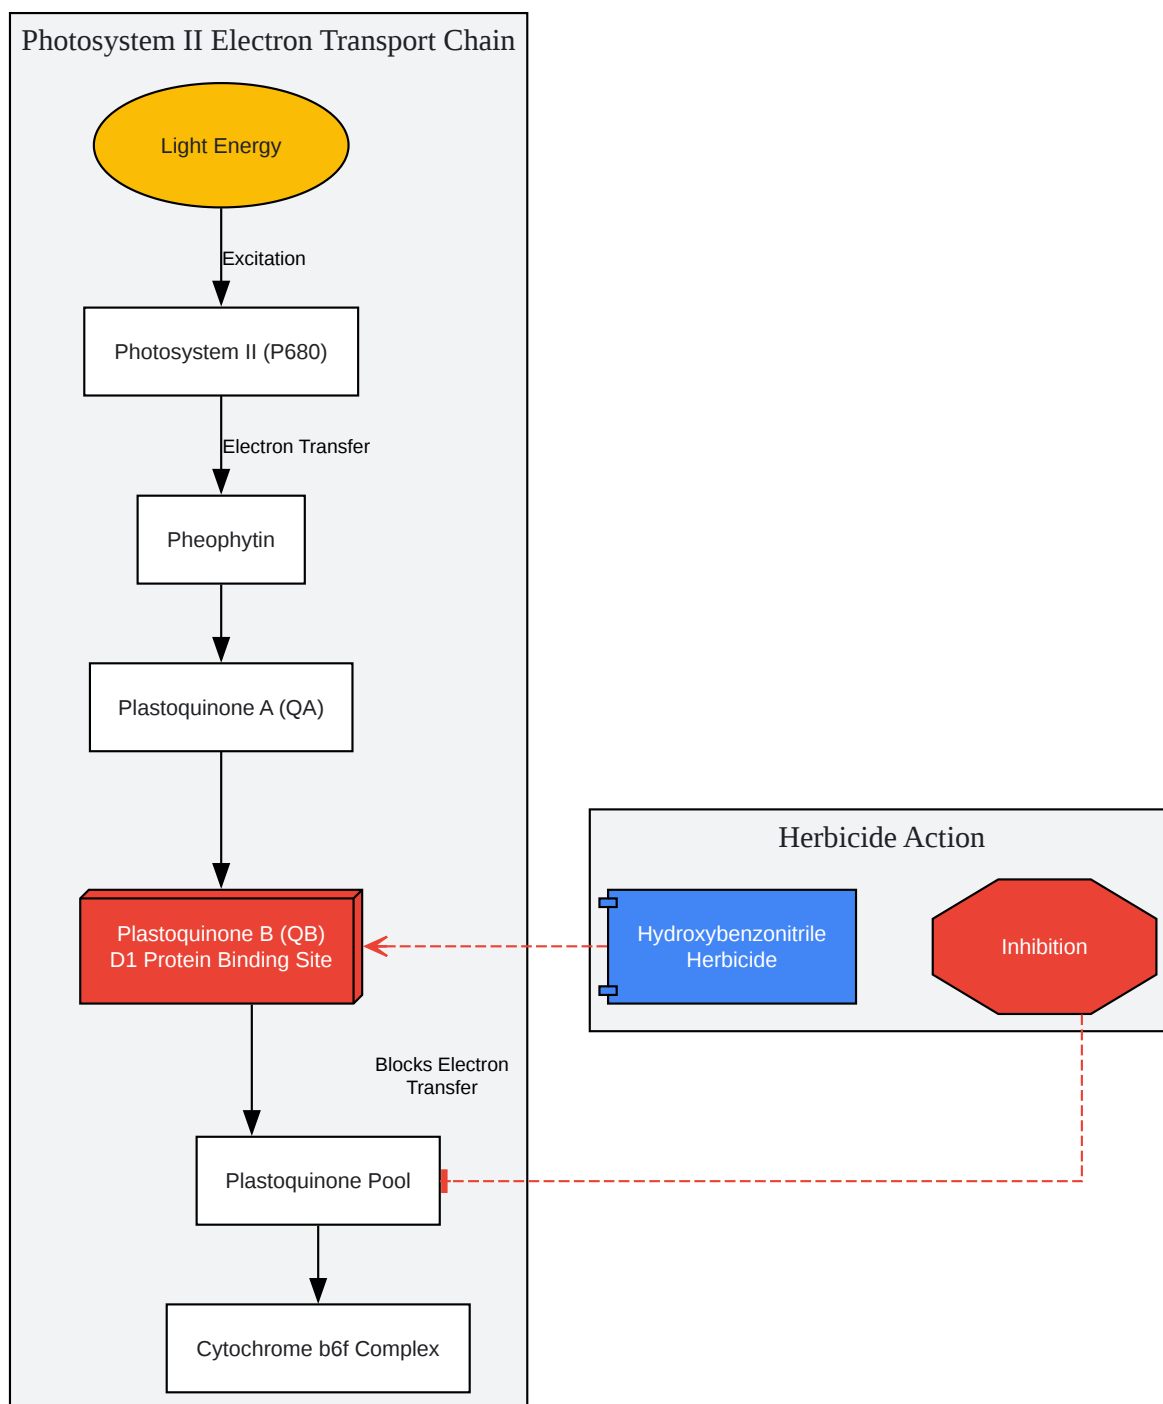 Photosystem II Electron Transport Chain
Light Energy
Excitation
Photosystem II (P680)
Electron Transfer
Pheophytin
Plastoquinone A (QA)
Herbicide Action
Plastoquinone B (QB)
D1 Protein Binding Site
Hydroxybenzonitrile
Herbicide
Inhibition
Blocks Electron
Transfer
Plastoquinone Pool
Cytochrome b6f Complex